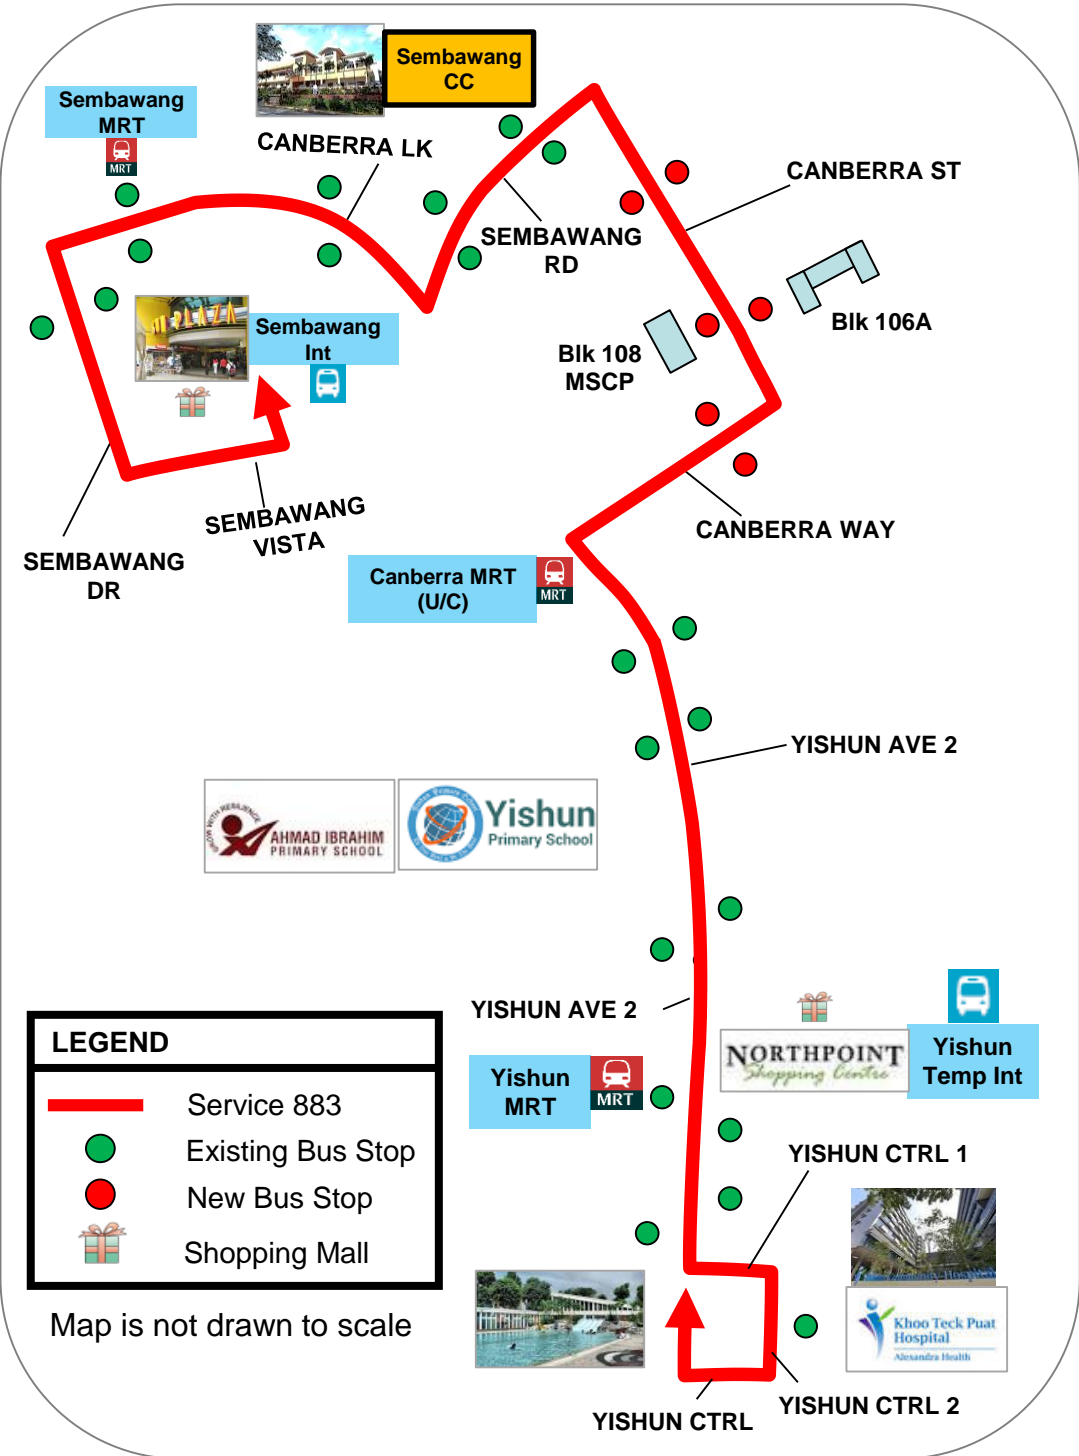 Sembawang
CC
Sembawang
MRT
MRT
CANBERRA LK
CANBERRA ST
SEMBAWANG
RD
PLAZA
Sembawang
Int
Blk 106A
Blk 108
MSCP
SEMBAWANG
VISTA
SEMBAWANG
DR
CANBERRA WAY
Canberra MRT
(U/C)
MRT
YISHUN AVE 2
GROW WITH RESILIENCE
AHMAD IBRAHIM
PRIMARY SCHOOL
Yishun
Primary School
YISHUN AVE 2
NORTHPOINT
Shopping Centre
Yishun
Temp Int
Yishun
MRT
MRT
LEGEND
Service 883
Existing Bus Stop
New Bus Stop
Shopping Mall
Map is not drawn to scale
YISHUN CTRL 1
Khoo Teck Puat
Hospital
Alexandra Health
YISHUN CTRL 2
YISHUN CTRL